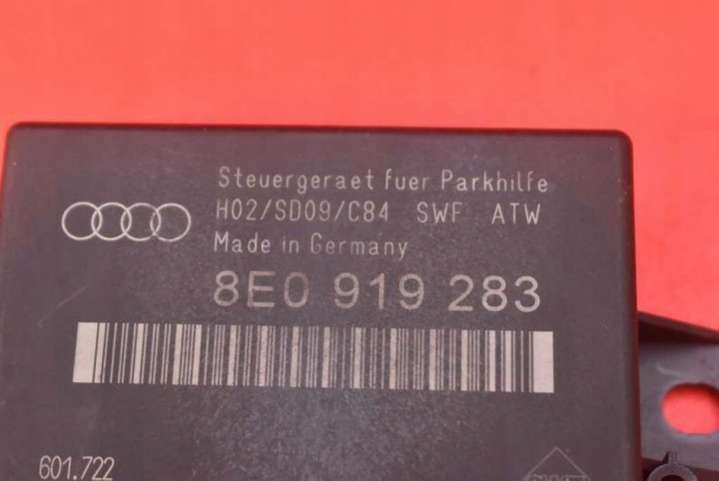 Steuergeraet fuer Parkhilfe
H02/SD09/C84 SWF ATW
Made in Germany
8E0 919 283
601.722